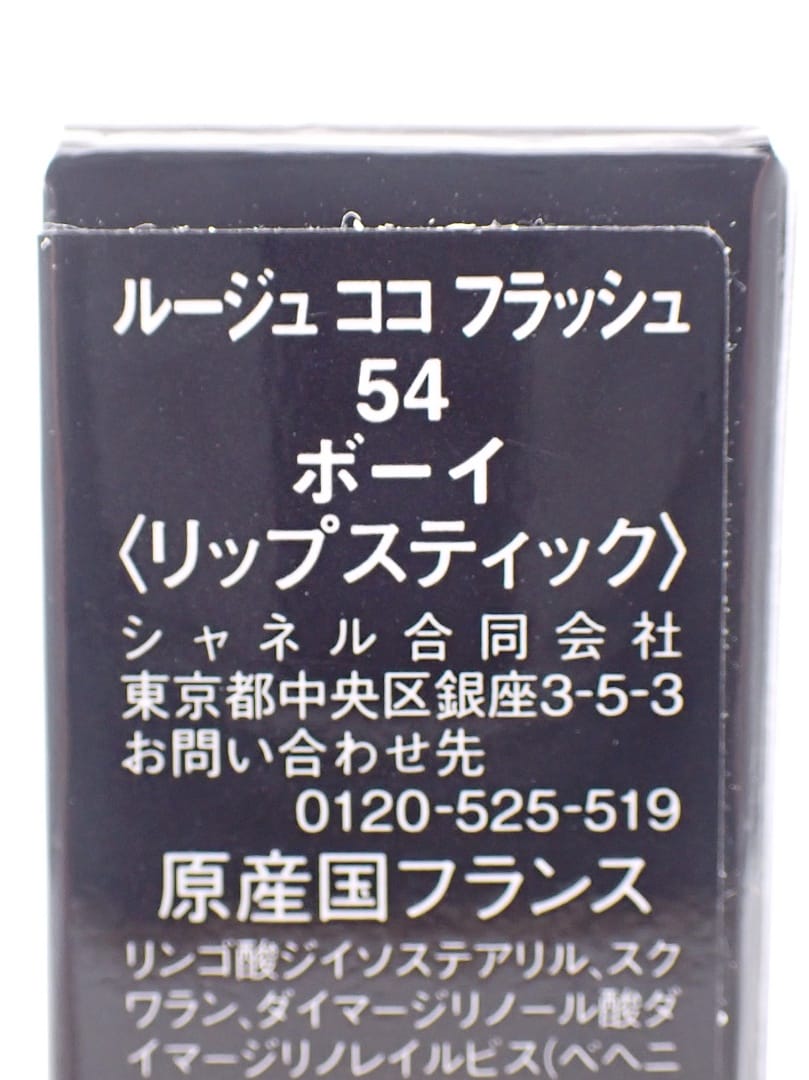 ルージュ ココ フラッシュ
54
ボーイ
〈リップスティック〉
シャネル合同会社
東京都中央区銀座3-5-3
お問い合わせ先
0120-525-519
原産国フランス
リンゴ酸ジイソステアリル、スク
ワラン、ダイマージリノール酸ダ
イマージリノレイルビス(ベヘニ